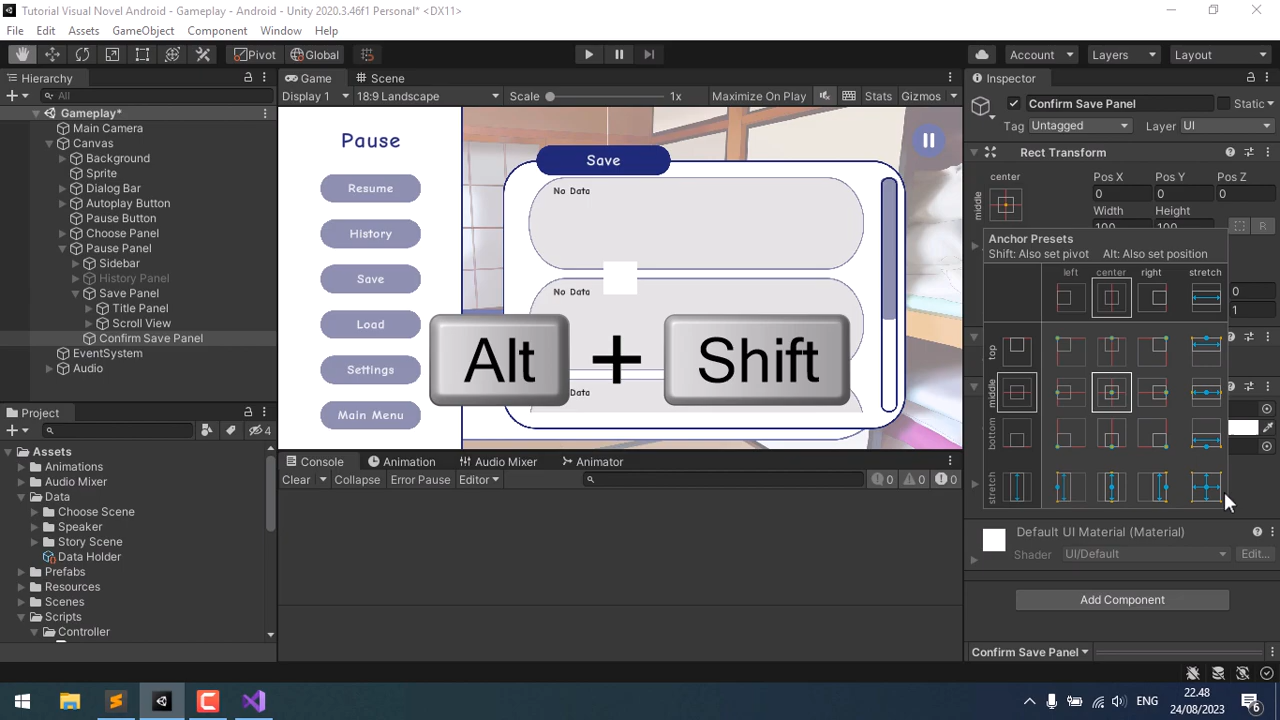 Tutorial Visual Novel Android - Gameplay - Android - Unity 2020.3.46f1 Personal* <DX11>
File Edit Assets GameObject Component Window Help
Pivot Global Account Layers Layout
Hierarchy
All
Gameplay*
Main Camera
Canvas
Background
Sprite
Dialog Bar
Autoplay Button
Pause Button
Choose Panel
Pause Panel
Sidebar
History Panel
Save Panel
Title Panel
Scroll View
Confirm Save Panel
EventSystem
Audio
Project
4
Assets
Animations
Audio Mixer
Data
Choose Scene
Speaker
Story Scene
Data Holder
Prefabs
Resources
Scenes
Scripts
Controller
Game Scene
Display 1 18:9 Landscape Scale 1x Maximize On Play Stats Gizmos
Pause
Resume
History
Save
Load
Settings
Main Menu
Save
No Data
No Data
Data
Alt + Shift
Console Animation Audio Mixer Animator
Clear Collapse Error Pause Editor 0 0 0
Inspector
Confirm Save Panel Static
Tag Untagged Layer UI
Rect Transform
center Pos X Pos Y Pos Z
middle 0 0 0
Width Height
100 100 R
Anchor Presets
Shift: Also set pivot Alt: Also set position
left center right stretch
top
middle
bottom
stretch
0
1
Default UI Material (Material)
Shader UI/Default Edit...
Add Component
Confirm Save Panel
ENG
22.48
24/08/2023
6